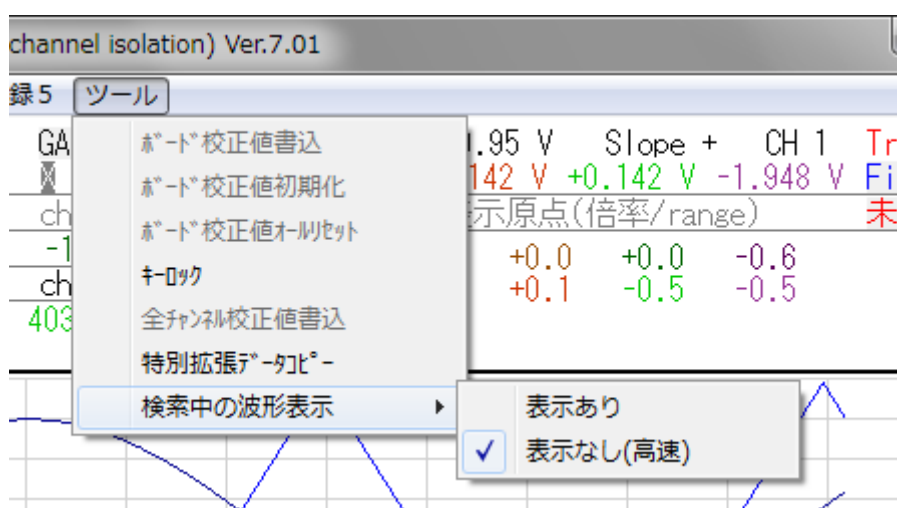 channel isolation) Ver.7.01
録5 ツール
GA
.95 V Slope + CH 1 Tr
142 V +0.142 V -1.948 V Fi
ch
示原点(倍率/range) 未
-1
+0.0 +0.0 -0.6
ch
+0.1 -0.5 -0.5
403
ﾎﾞｰﾄﾞ校正値書込
ﾎﾞｰﾄﾞ校正値初期化
ﾎﾞｰﾄﾞ校正値ｵｰﾙﾘｾｯﾄ
ｷｰﾛｯｸ
全ﾁｬﾝﾈﾙ校正値書込
特別拡張ﾃﾞｰﾀｺﾋﾟｰ
検索中の波形表示
表示あり
表示なし(高速)